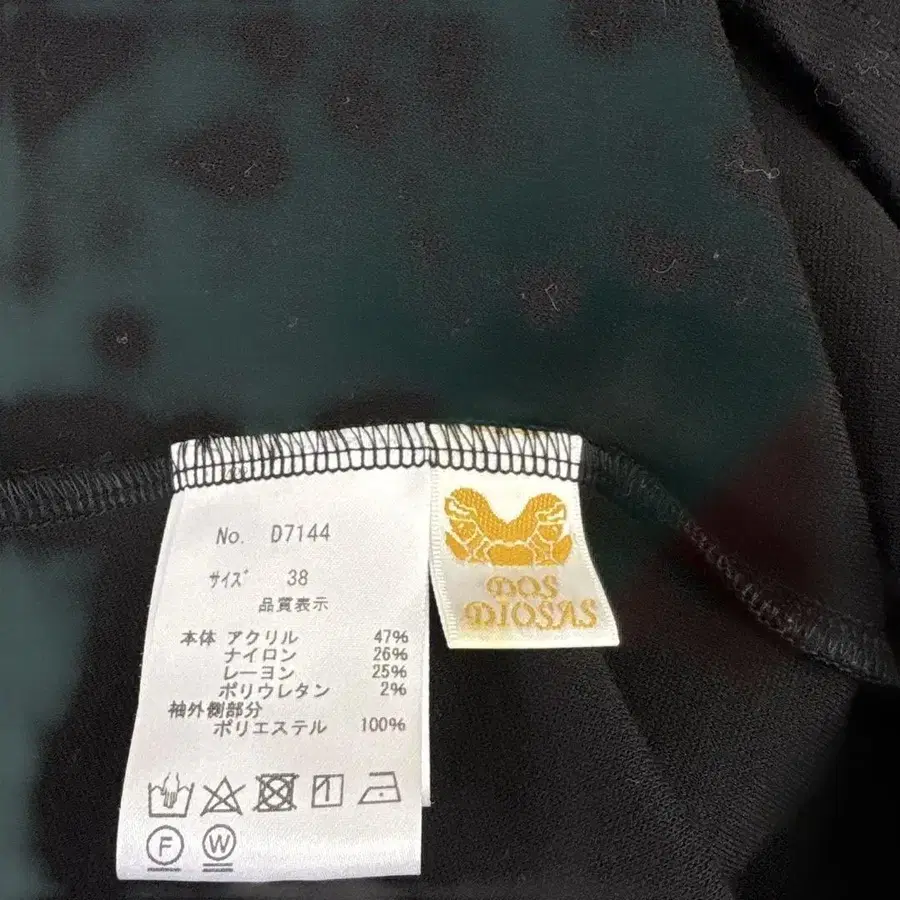 No. D7144
サイズ 38
品質表示
本体 アクリル 47%
ナイロン 26%
レーヨン 25%
ポリウレタン 2%
袖外側部分
ポリエステル 100%
F W
DOS
DIOSAS